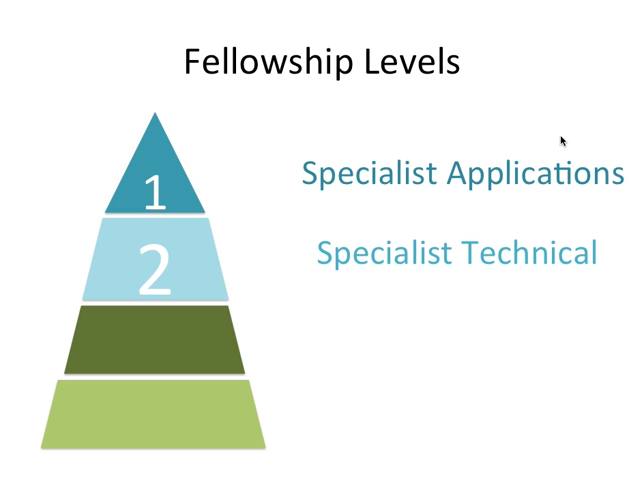 Fellowship Levels
1
Specialist Applications
2
Specialist Technical